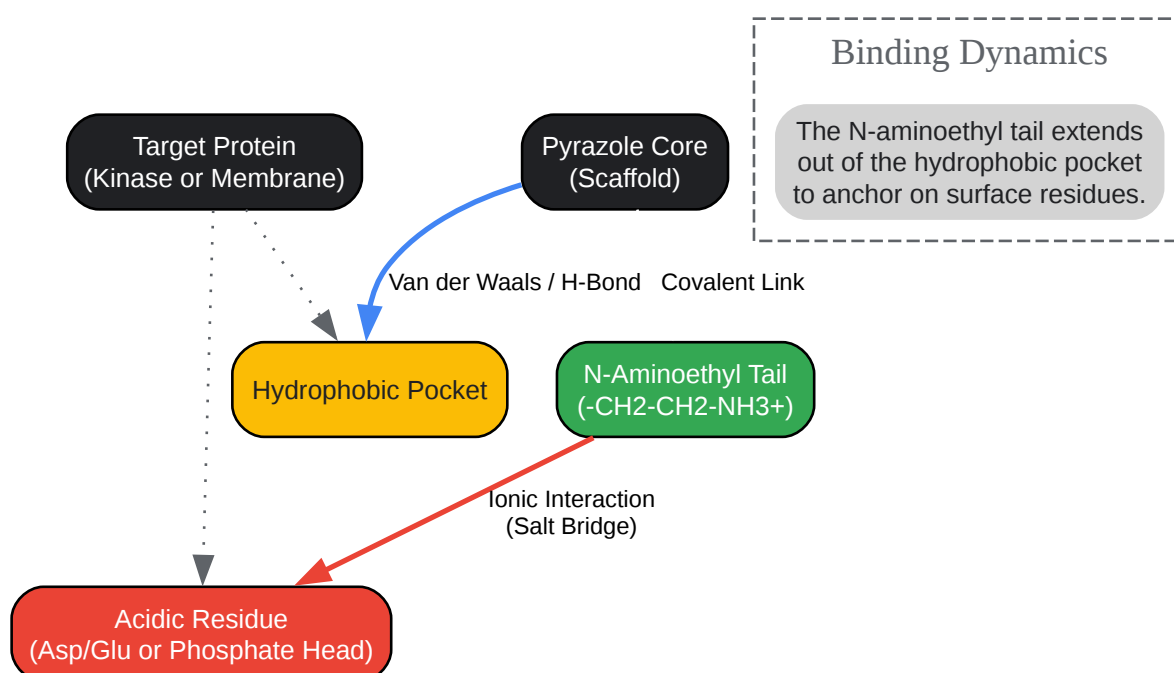 Binding Dynamics
The N-aminoethyl tail extends
out of the hydrophobic pocket
to anchor on surface residues.
Target Protein
(Kinase or Membrane)
Pyrazole Core
(Scaffold)
Van der Waals / H-Bond
Covalent Link
Hydrophobic Pocket
N-Aminoethyl Tail
(-CH2-CH2-NH3+)
Ionic Interaction
(Salt Bridge)
Acidic Residue
(Asp/Glu or Phosphate Head)